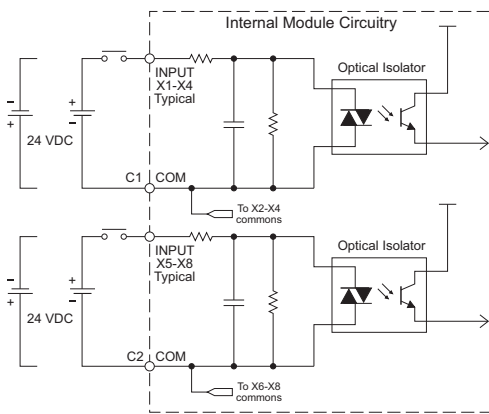 Internal Module Circuitry
INPUT
X1-X4
Typical
Optical Isolator
-
+
+
-
24 VDC
C1
COM
To X2-X4
commons
INPUT
X5-X8
Typical
Optical Isolator
-
+
+
-
24 VDC
C2
COM
To X6-X8
commons